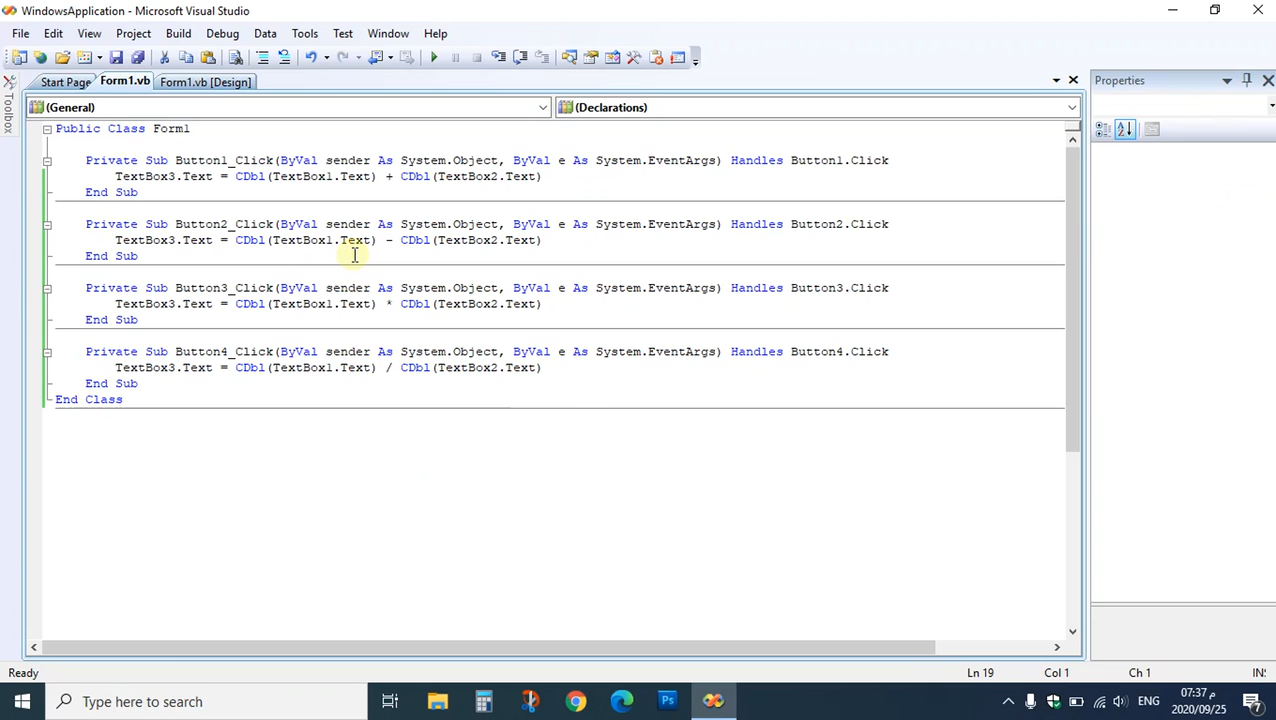 WindowsApplication - Microsoft Visual Studio
File Edit View Project Build Debug Data Tools Test Window Help
Start Page Form1.vb Form1.vb [Design]
Properties
Toolbox
(General) (Declarations)
Public Class Form1
Private Sub Button1_Click(ByVal sender As System.Object, ByVal e As System.EventArgs) Handles Button1.Click
TextBox3.Text = CDbl(TextBox1.Text) + CDbl(TextBox2.Text)
End Sub
Private Sub Button2_Click(ByVal sender As System.Object, ByVal e As System.EventArgs) Handles Button2.Click
TextBox3.Text = CDbl(TextBox1.Text) - CDbl(TextBox2.Text)
End Sub
Private Sub Button3_Click(ByVal sender As System.Object, ByVal e As System.EventArgs) Handles Button3.Click
TextBox3.Text = CDbl(TextBox1.Text) * CDbl(TextBox2.Text)
End Sub
Private Sub Button4_Click(ByVal sender As System.Object, ByVal e As System.EventArgs) Handles Button4.Click
TextBox3.Text = CDbl(TextBox1.Text) / CDbl(TextBox2.Text)
End Sub
End Class
Ready Ln 19 Col 1 Ch 1 INS
Type here to search
Ps
ENG
07:37 م
2020/09/25
7